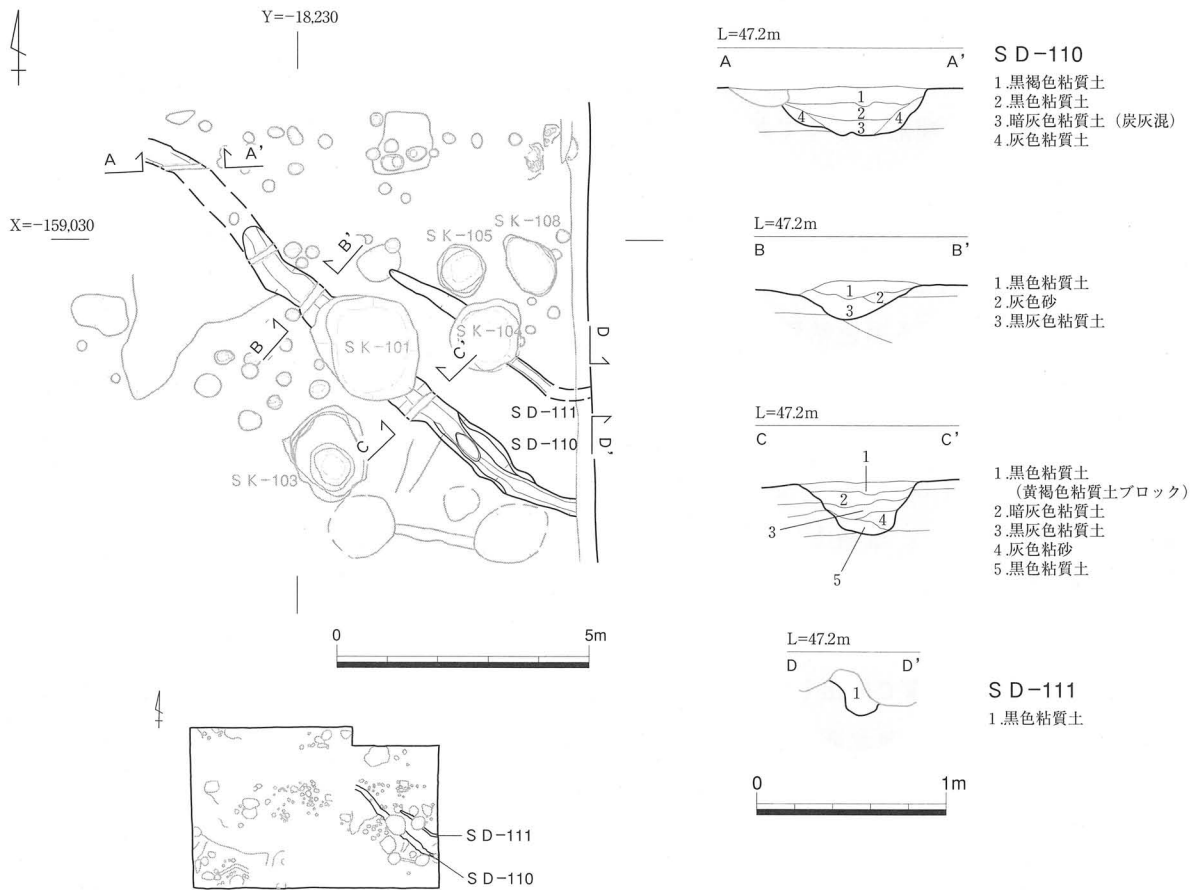 Y=−18,230
X=−159,030
A
A'
B'
B
SK-105
SK-108
SK-101
SK-104
C'
D
SD-111
SD-110
D'
C
SK-103
0 5m
SD-111
SD-110
L=47.2m
A A'
1
2
3
4
4
SD-110
1.黒褐色粘質土
2.黒色粘質土
3.暗灰色粘質土（炭灰混）
4.灰色粘質土
L=47.2m
B B'
1
2
3
1.黒色粘質土
2.灰色砂
3.黒灰色粘質土
L=47.2m
C C'
1
2
3
4
5
1.黒色粘質土
（黄褐色粘質土ブロック）
2.暗灰色粘質土
3.黒灰色粘質土
4.灰色粘砂
5.黒色粘質土
L=47.2m
D D'
1
SD-111
1.黒色粘質土
0 1m